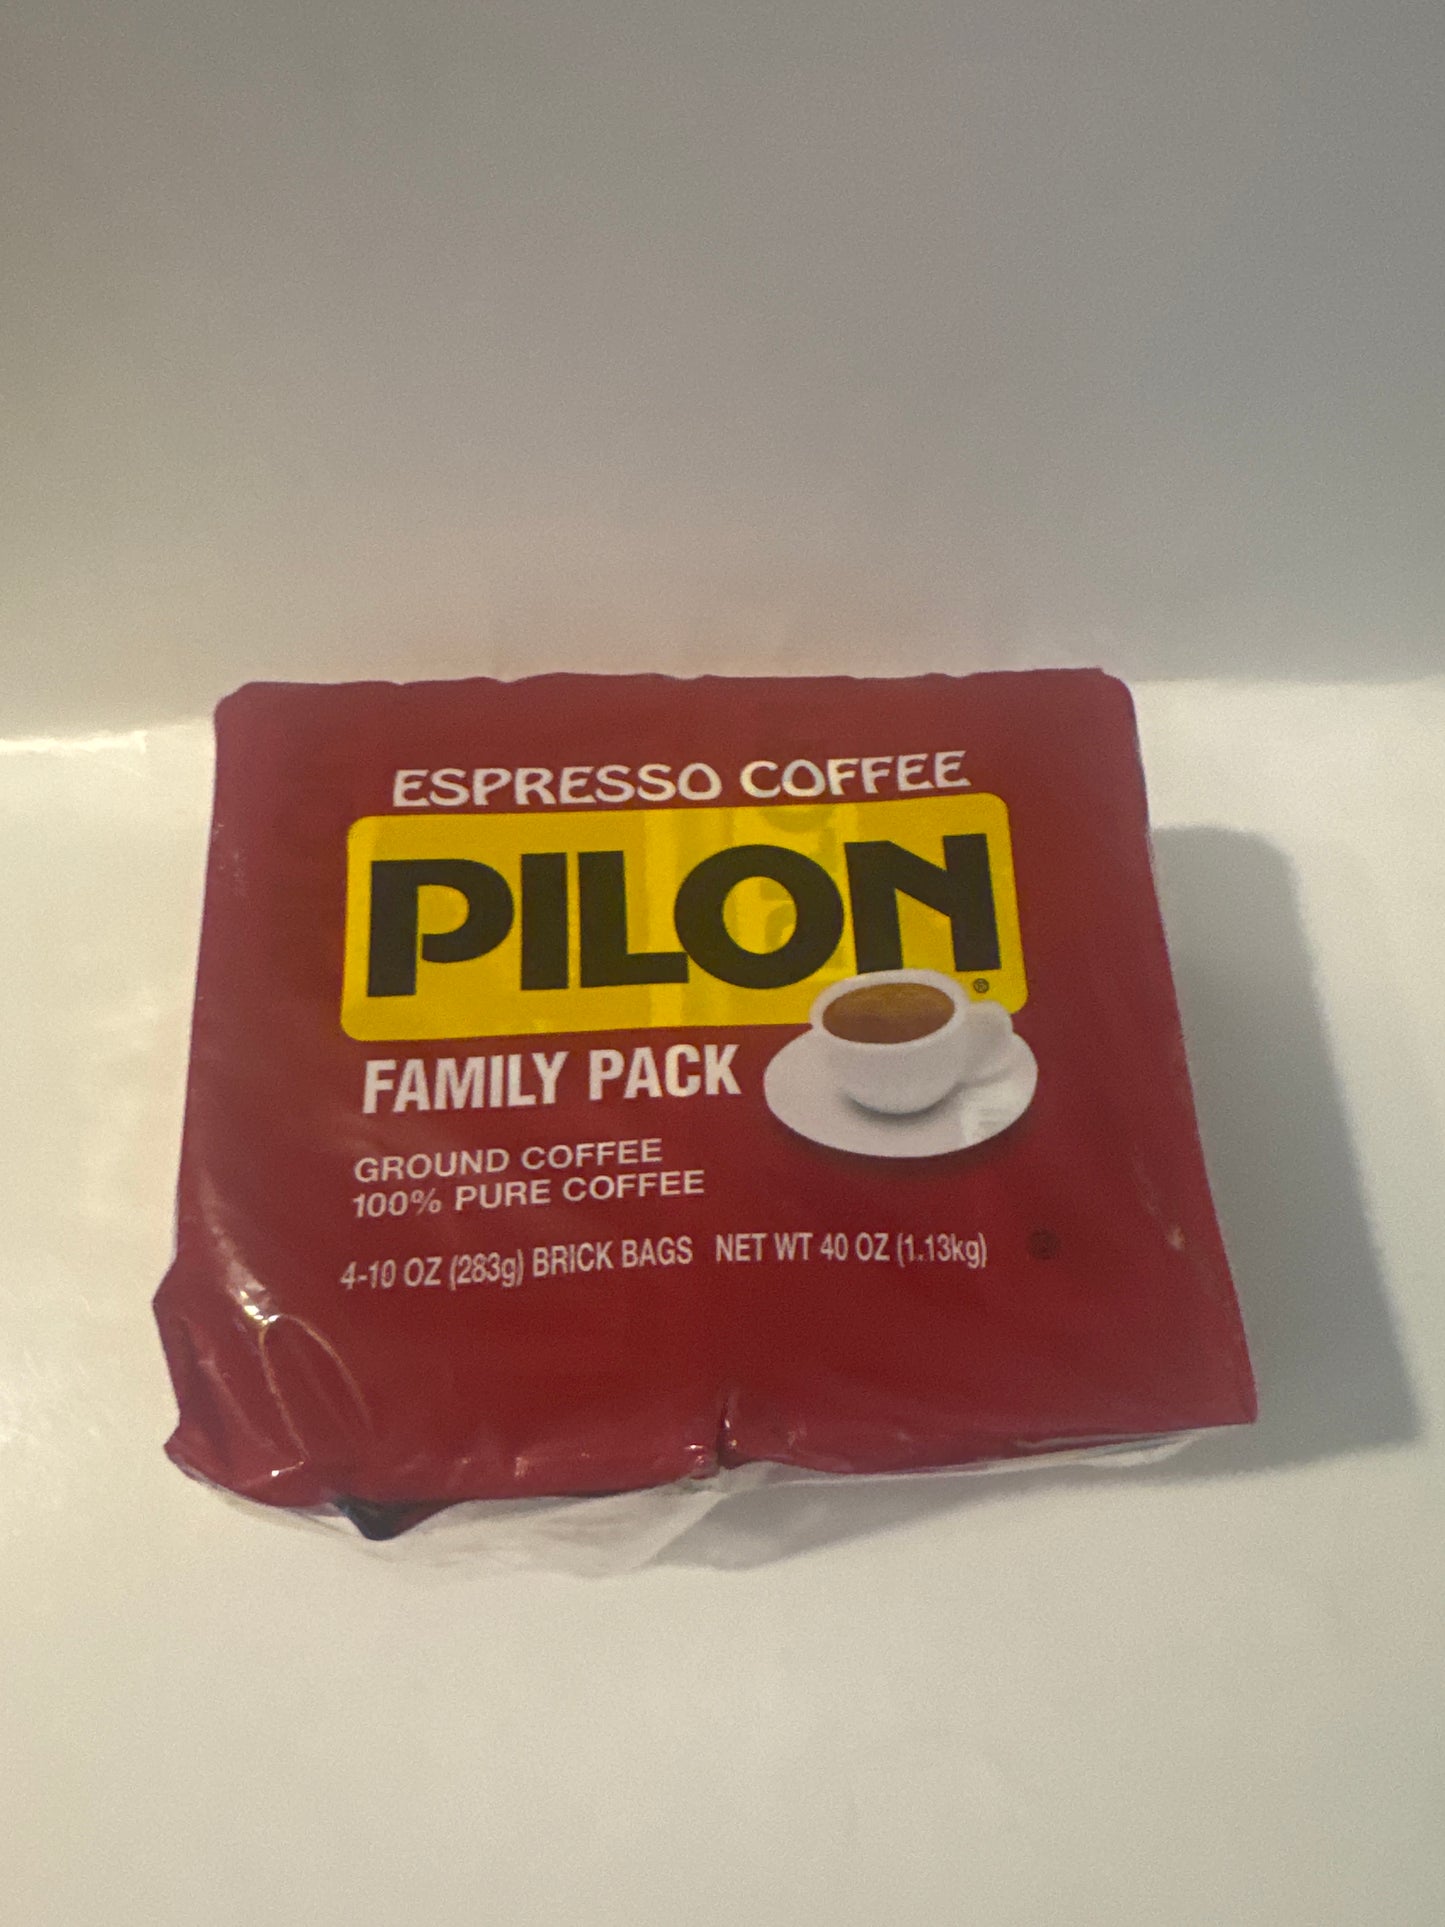 ESPRESSO COFFEE
PILON®
FAMILY PACK
GROUND COFFEE
100% PURE COFFEE
4-10 OZ (283g) BRICK BAGS NET WT 40 OZ (1.13kg)